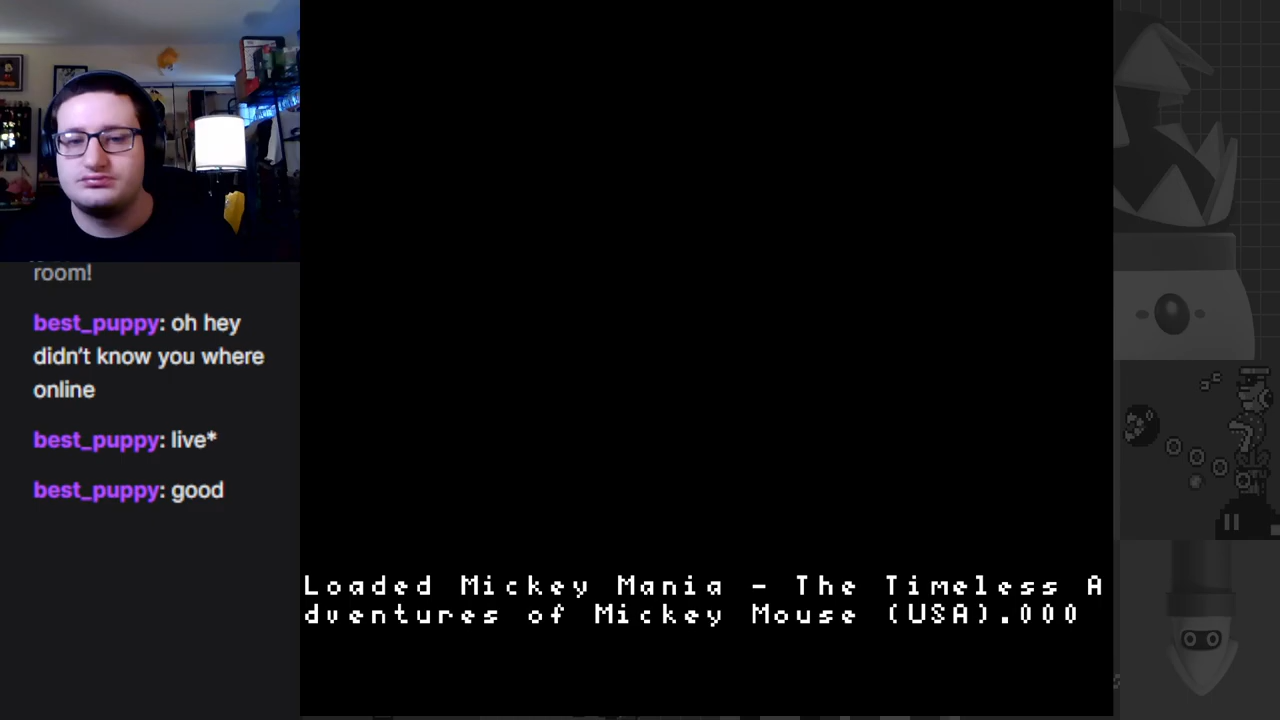 room!
best_puppy: oh hey
didn't know you where
online
best_puppy: live*
best_puppy: good
Loaded Mickey Mania - The Timeless A
dventures of Mickey Mouse (USA).000